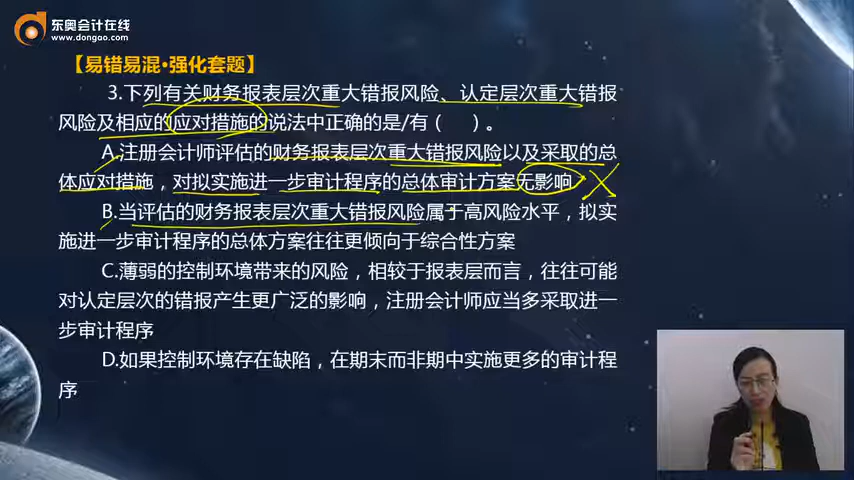 东奥会计在线
www.dongao.com
【易错易混•强化套题】
3.下列有关财务报表层次重大错报风险、认定层次重大错报
风险及相应的应对措施的说法中正确的是/有（ ）。
A.注册会计师评估的财务报表层次重大错报风险以及采取的总
体应对措施，对拟实施进一步审计程序的总体审计方案无影响
B.当评估的财务报表层次重大错报风险属于高风险水平，拟实
施进一步审计程序的总体方案往往更倾向于综合性方案
C.薄弱的控制环境带来的风险，相较于报表层而言，往往可能
对认定层次的错报产生更广泛的影响，注册会计师应当多采取进一
步审计程序
D.如果控制环境存在缺陷，在期末而非期中实施更多的审计程
序